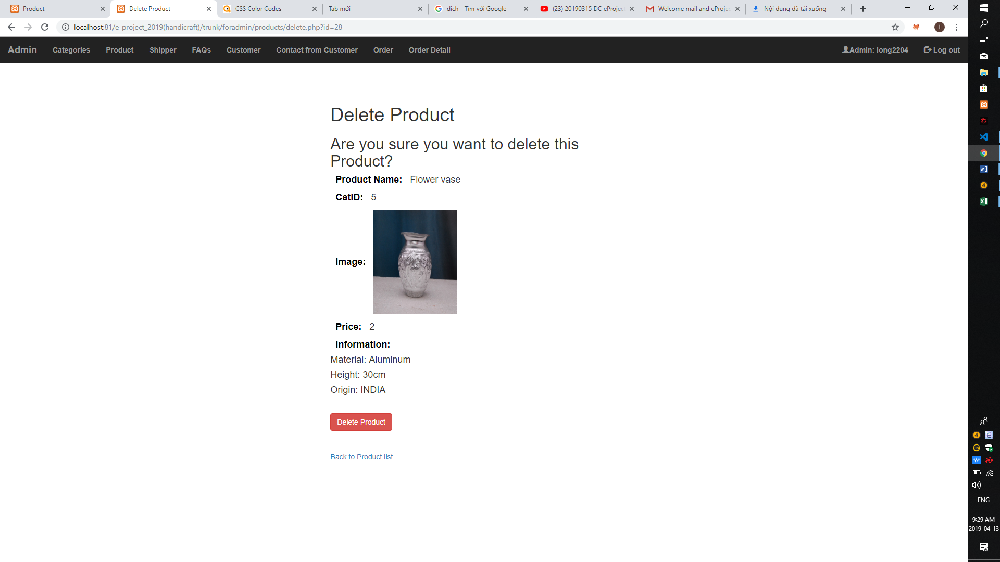 Product
Delete Product
CSS Color Codes
Tab mới
dich - Tìm với Google
(23) 20190315 DC eProjec
Welcome mail and eProjec
Nội dung đã tải xuống
localhost:81/e-project_2019(handicraft)/trunk/foradmin/products/delete.php?id=28
Admin Categories Product Shipper FAQs Customer Contact from Customer Order Order Detail Admin: long2204 Log out
Delete Product
Are you sure you want to delete this
Product?
Product Name: Flower vase
CatID: 5
Image:
Price: 2
Information:
Material: Aluminum
Height: 30cm
Origin: INDIA
Delete Product
Back to Product list
ENG
9:29 AM
2019-04-13